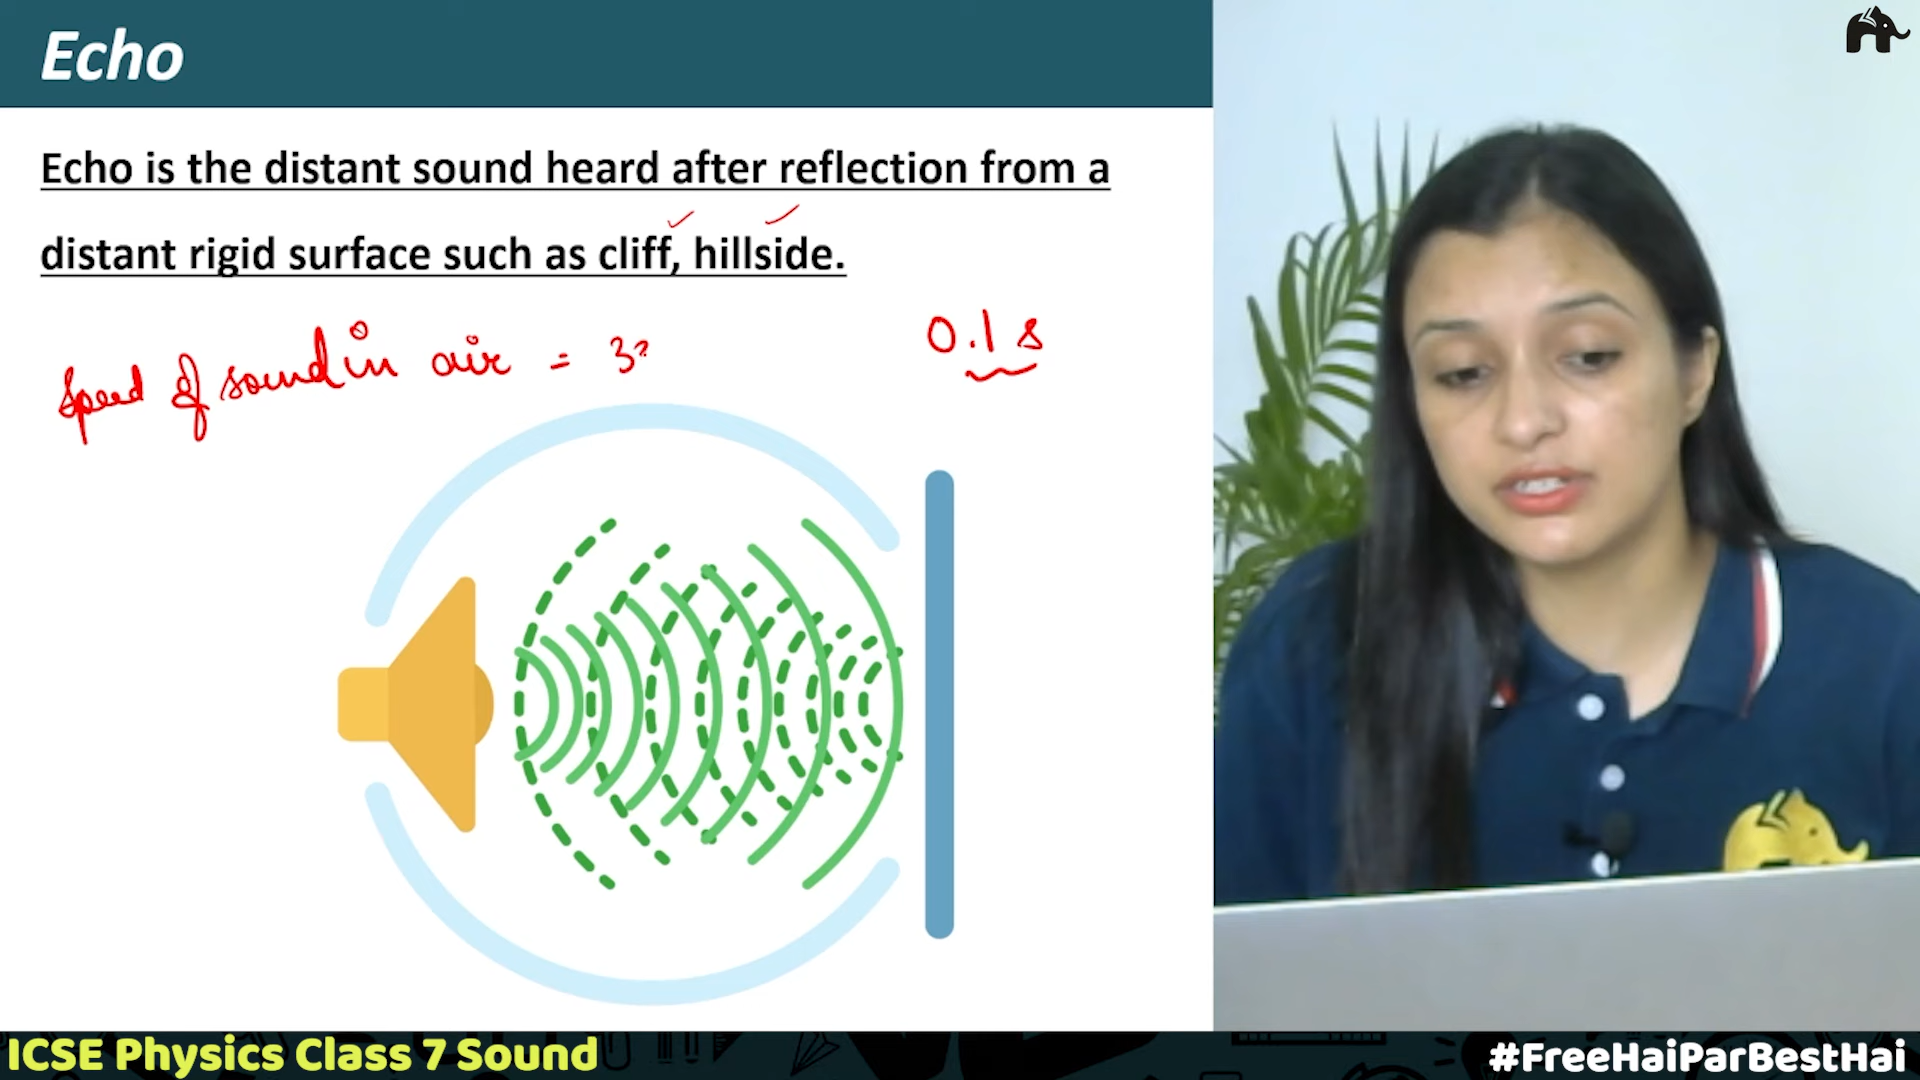 Echo
Echo is the distant sound heard after reflection from a
distant rigid surface such as cliff, hillside.
0.1 s
Speed of sound in air = 33
ICSE Physics Class 7 Sound
#FreeHaiParBestHai